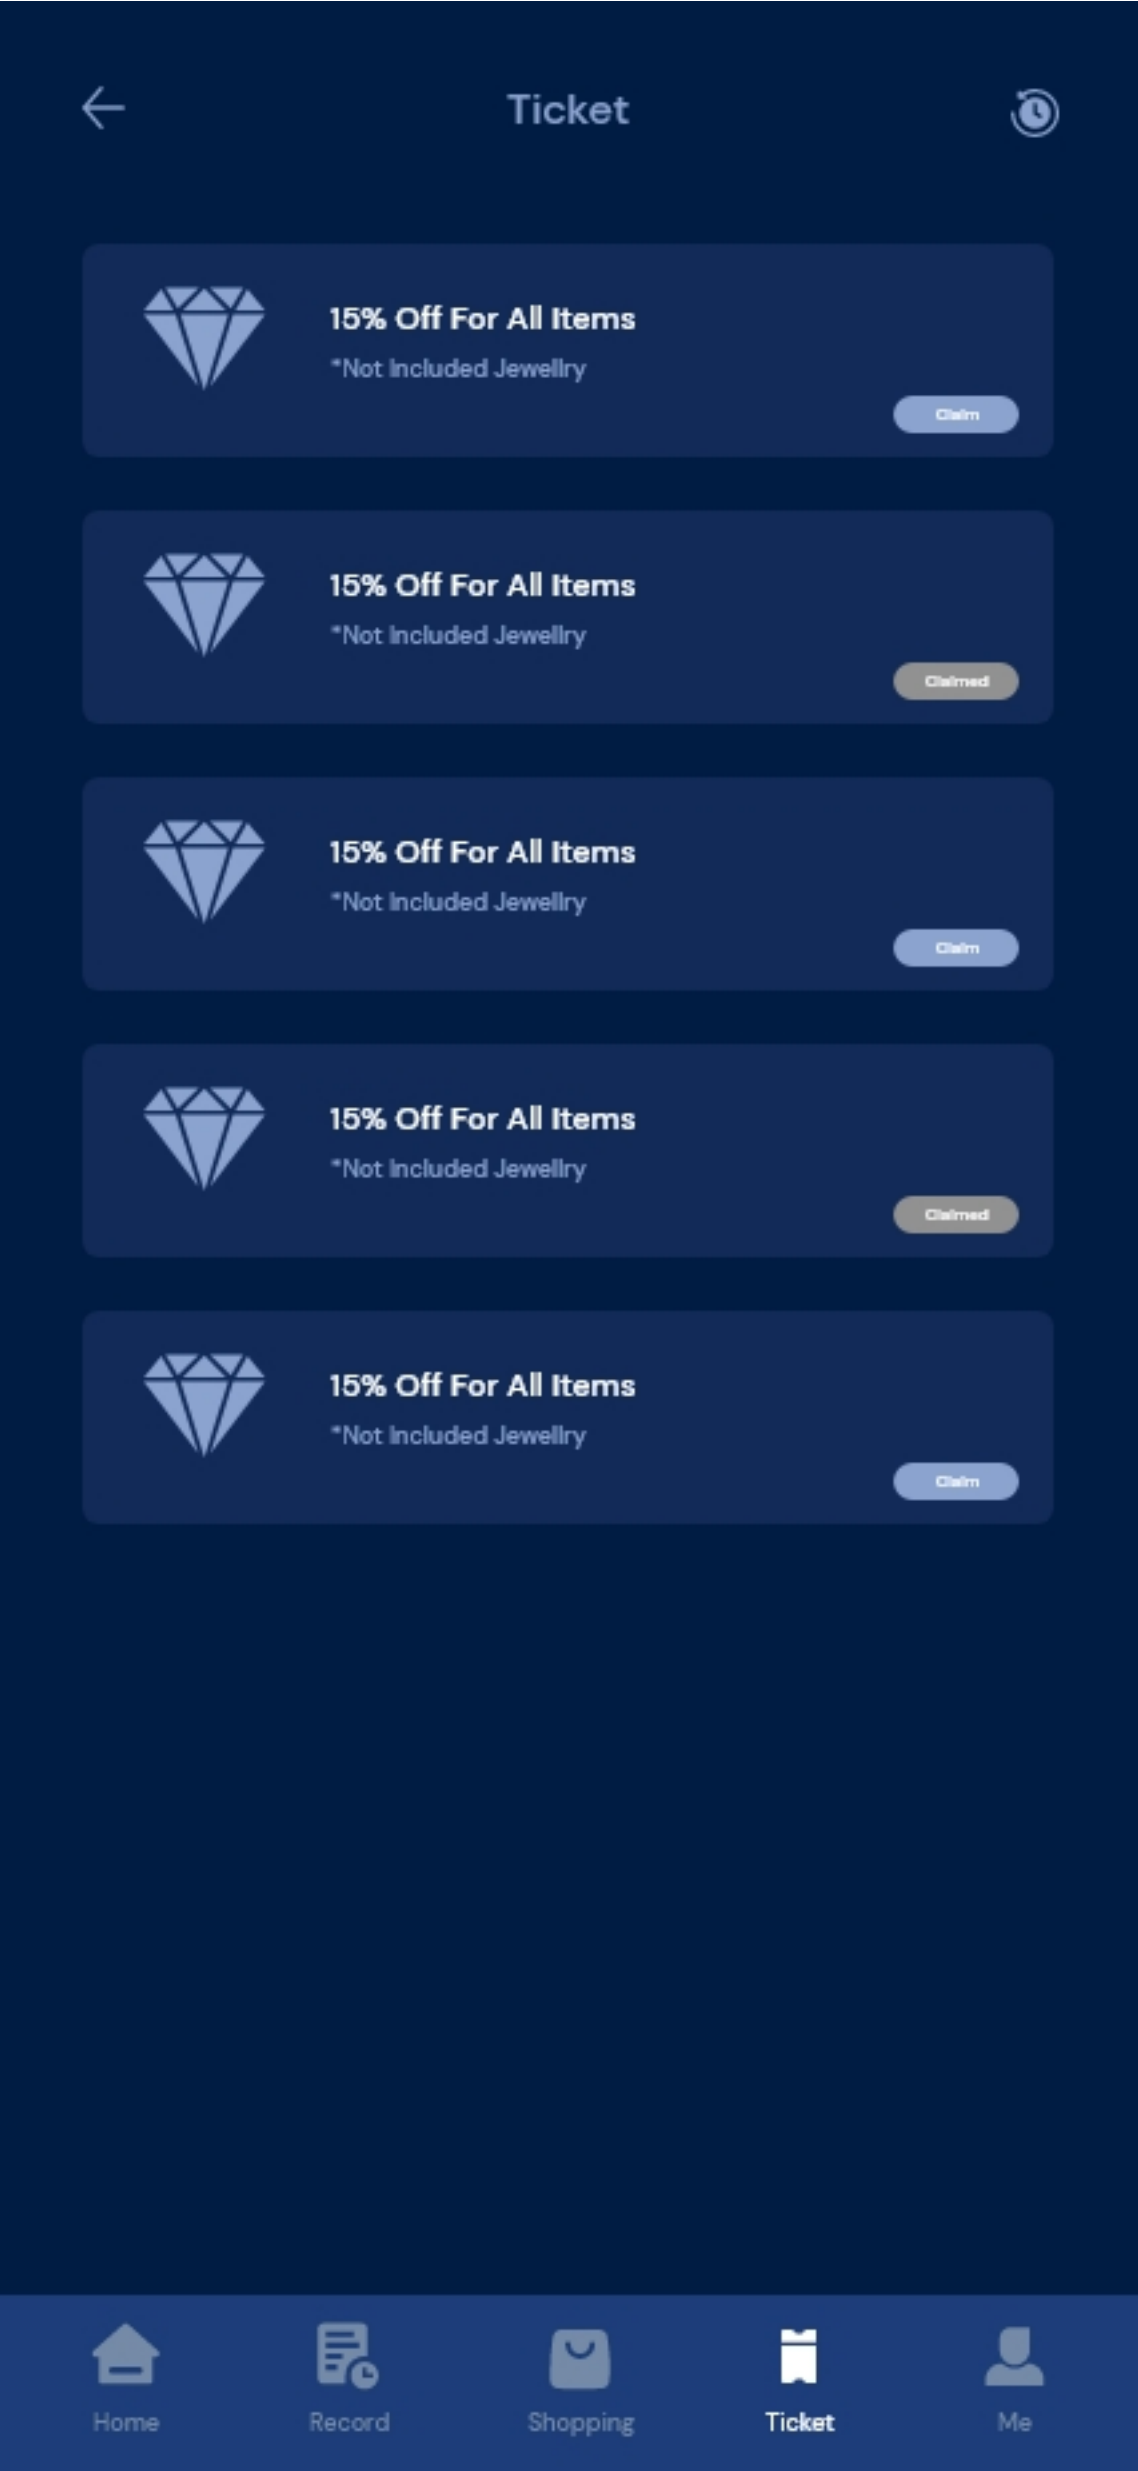 Ticket
15% Off For All Items
*Not Included Jewellry
Claim
15% Off For All Items
*Not Included Jewellry
Claimed
15% Off For All Items
*Not Included Jewellry
Claim
15% Off For All Items
*Not Included Jewellry
Claimed
15% Off For All Items
*Not Included Jewellry
Claim
Home Record Shopping Ticket Me